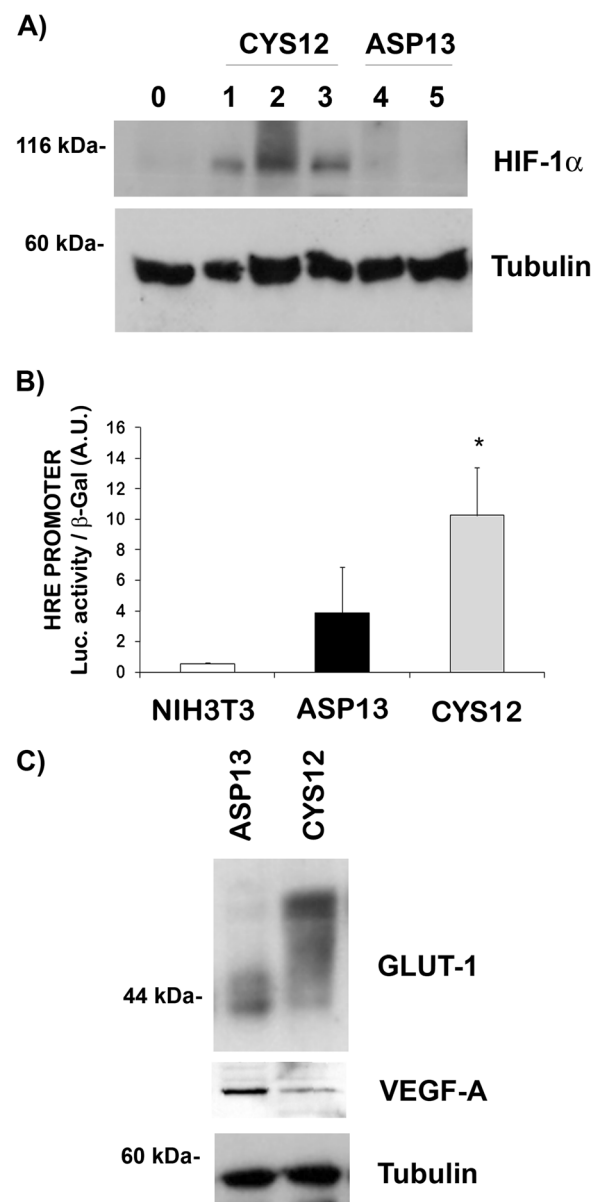 A)
CYS12 ASP13
0 1 2 3 4 5
116 kDa-
HIF-1α
60 kDa-
Tubulin
B)
HRE PROMOTER
Luc. activity / β-Gal (A.U.)
16
14
12
10
8
6
4
2
0
*
NIH3T3 ASP13 CYS12
C)
ASP13 CYS12
GLUT-1
44 kDa-
VEGF-A
60 kDa-
Tubulin